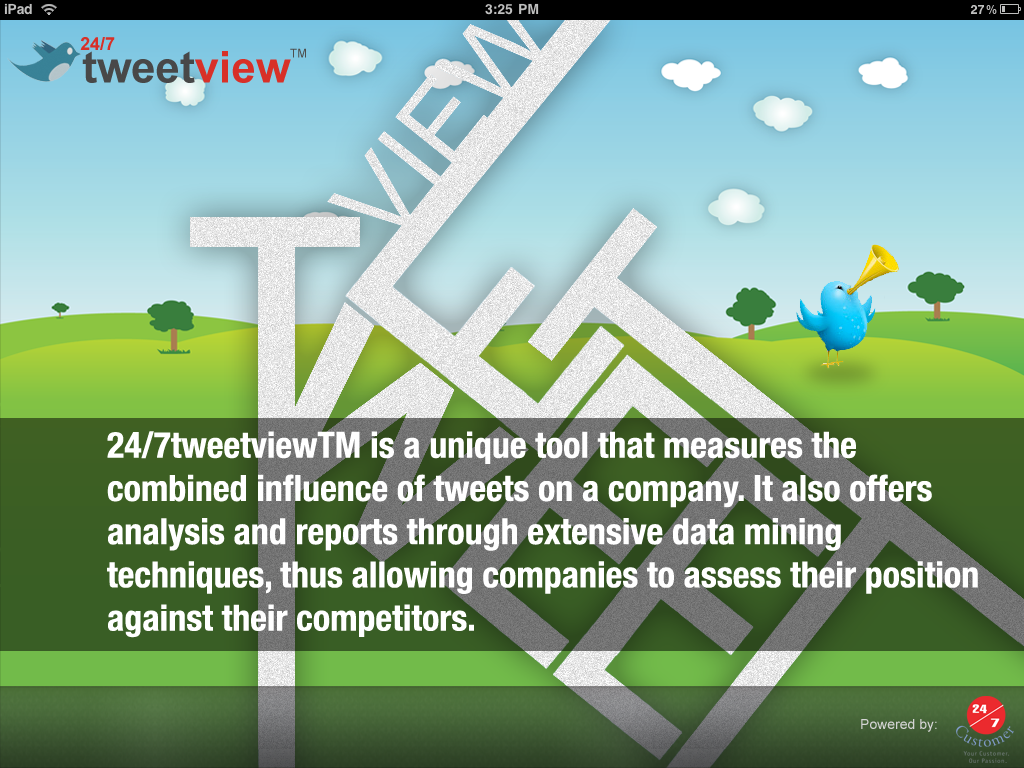 iPad 3:25 PM 27%
24/7
tweetview™
VIEW
TWEET
TWEET
24/7tweetviewTM is a unique tool that measures the
combined influence of tweets on a company. It also offers
analysis and reports through extensive data mining
techniques, thus allowing companies to assess their position
against their competitors.
Powered by:
24/7
Customer
Your Customer.
Our Passion.